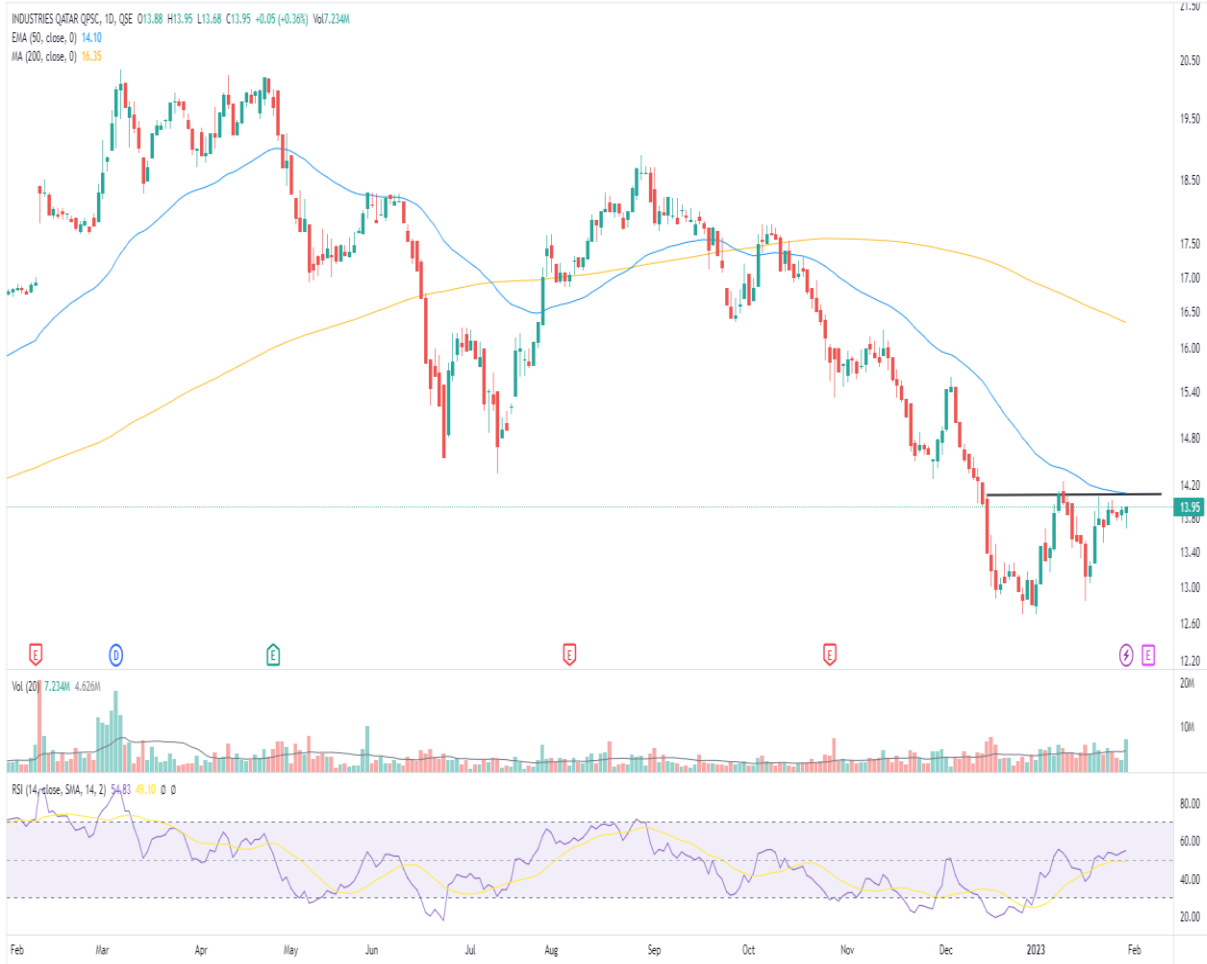 INDUSTRIES QATAR QPSC, 1D, QSE O13.88 H13.95 L13.68 C13.95 +0.05 (+0.36%) Vol7.234M
EMA (50, close, 0) 14.10
MA (200, close, 0) 16.35
21.50
20.50
19.50
18.50
17.50
17.00
16.50
16.00
15.40
14.80
14.20
13.95
13.80
13.40
13.00
12.60
12.20
E D E E E E
Vol (20) 7.234M 4.626M
20M
10M
RSI (14, close, SMA, 14, 2) 54.83 49.10 Ø Ø
80.00
60.00
40.00
20.00
Feb Mar Apr May Jun Jul Aug Sep Oct Nov Dec 2023 Feb